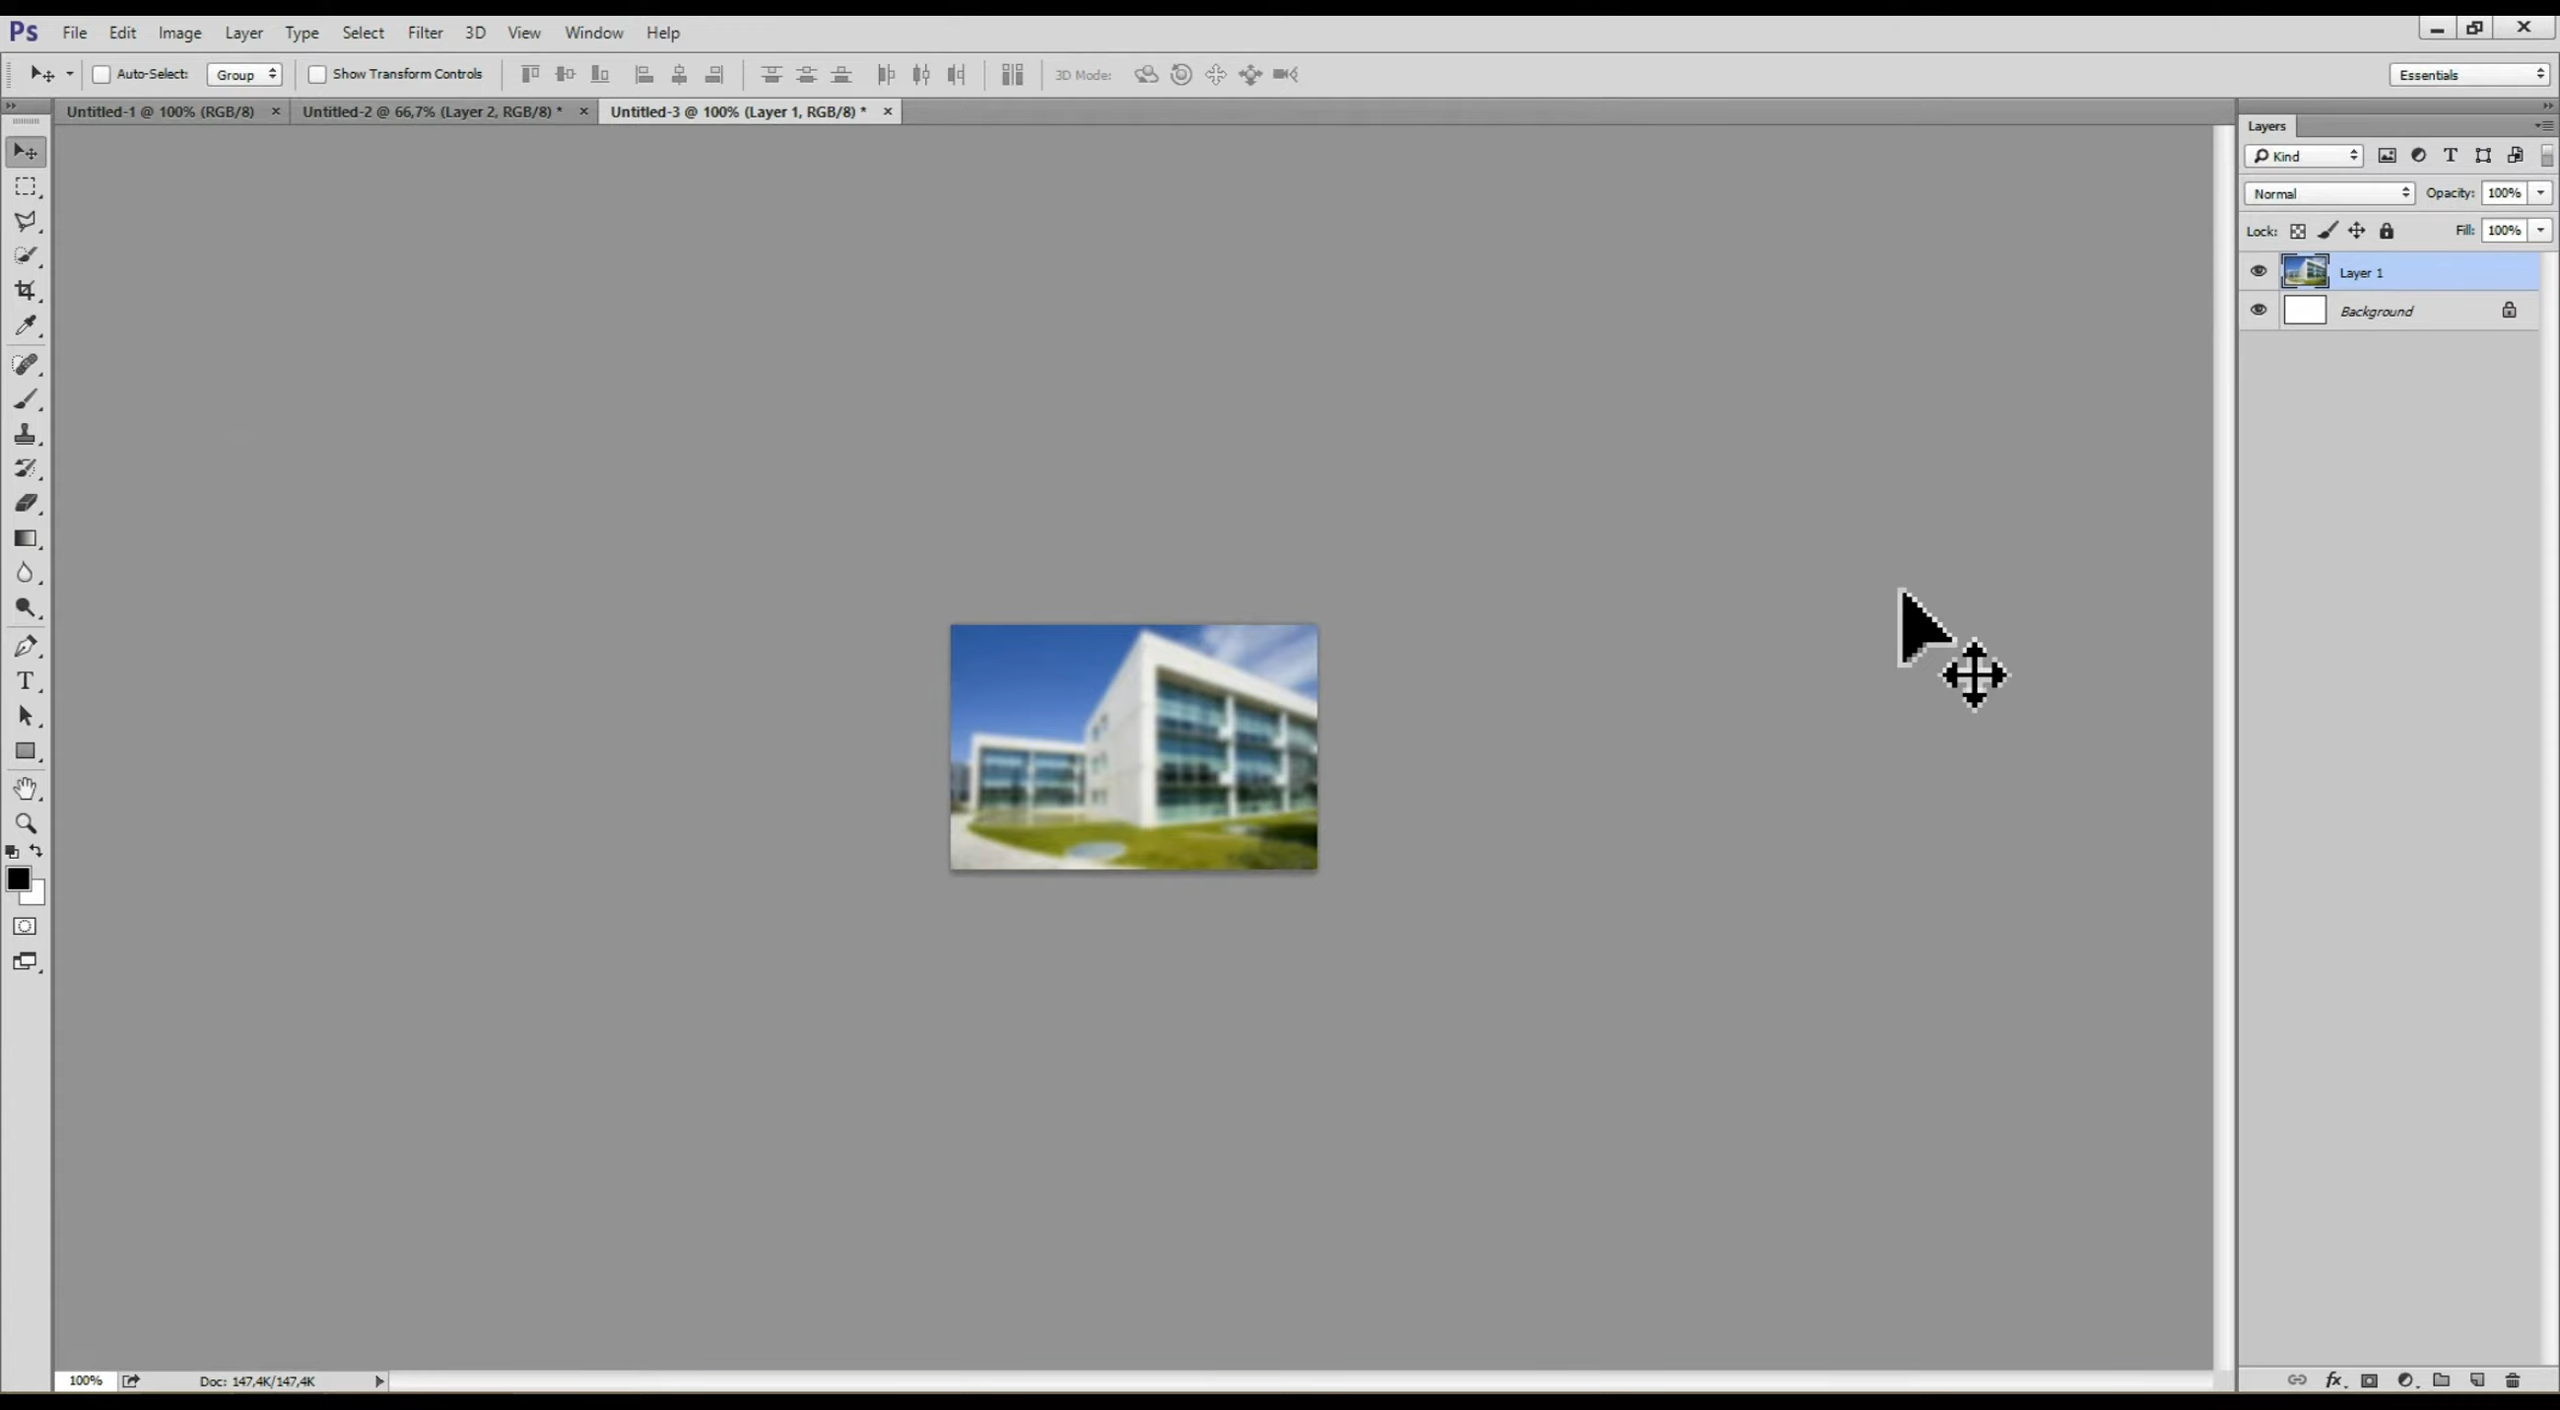 Ps File Edit Image Layer Type Select Filter 3D View Window Help
Auto-Select: Group Show Transform Controls 3D Mode: Essentials
Untitled-1 @ 100% (RGB/8) × Untitled-2 @ 66,7% (Layer 2, RGB/8) * × Untitled-3 @ 100% (Layer 1, RGB/8) * ×
Layers
Kind
Normal Opacity: 100%
Lock: Fill: 100%
Layer 1
Background
100% Doc: 147,4K/147,4K